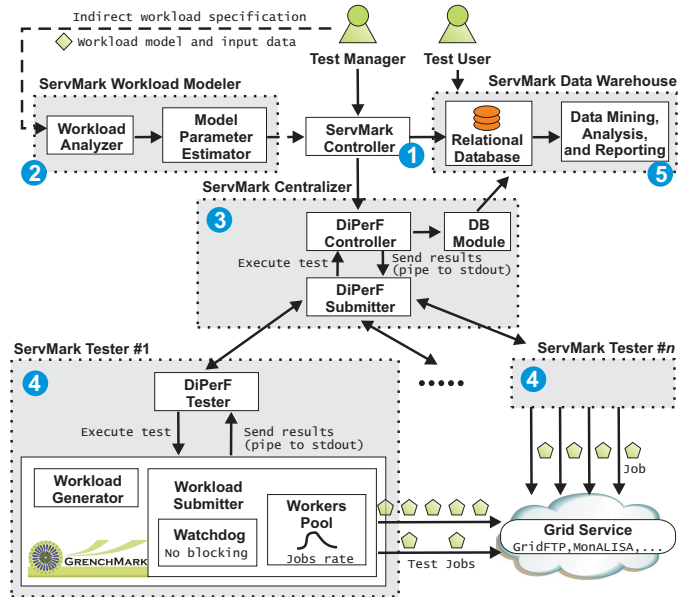 Indirect workload specification
Workload model and input data
Test Manager
Test User
ServMark Workload Modeler
ServMark Data Warehouse
Workload
Analyzer
Model
Parameter
Estimator
ServMark
Controller
Relational
Database
Data Mining,
Analysis,
and Reporting
1
2
5
ServMark Centralizer
3
DiPerF
Controller
DB
Module
Execute test
Send results
(pipe to stdout)
DiPerF
Submitter
ServMark Tester #1
ServMark Tester #n
4
4
DiPerF
Tester
Execute test
Send results
(pipe to stdout)
Job
Workload
Generator
Workload
Submitter
Watchdog
No blocking
Workers
Pool
Jobs rate
GRENCHMARK
Test Jobs
Grid Service
GridFTP,MonALISA,...